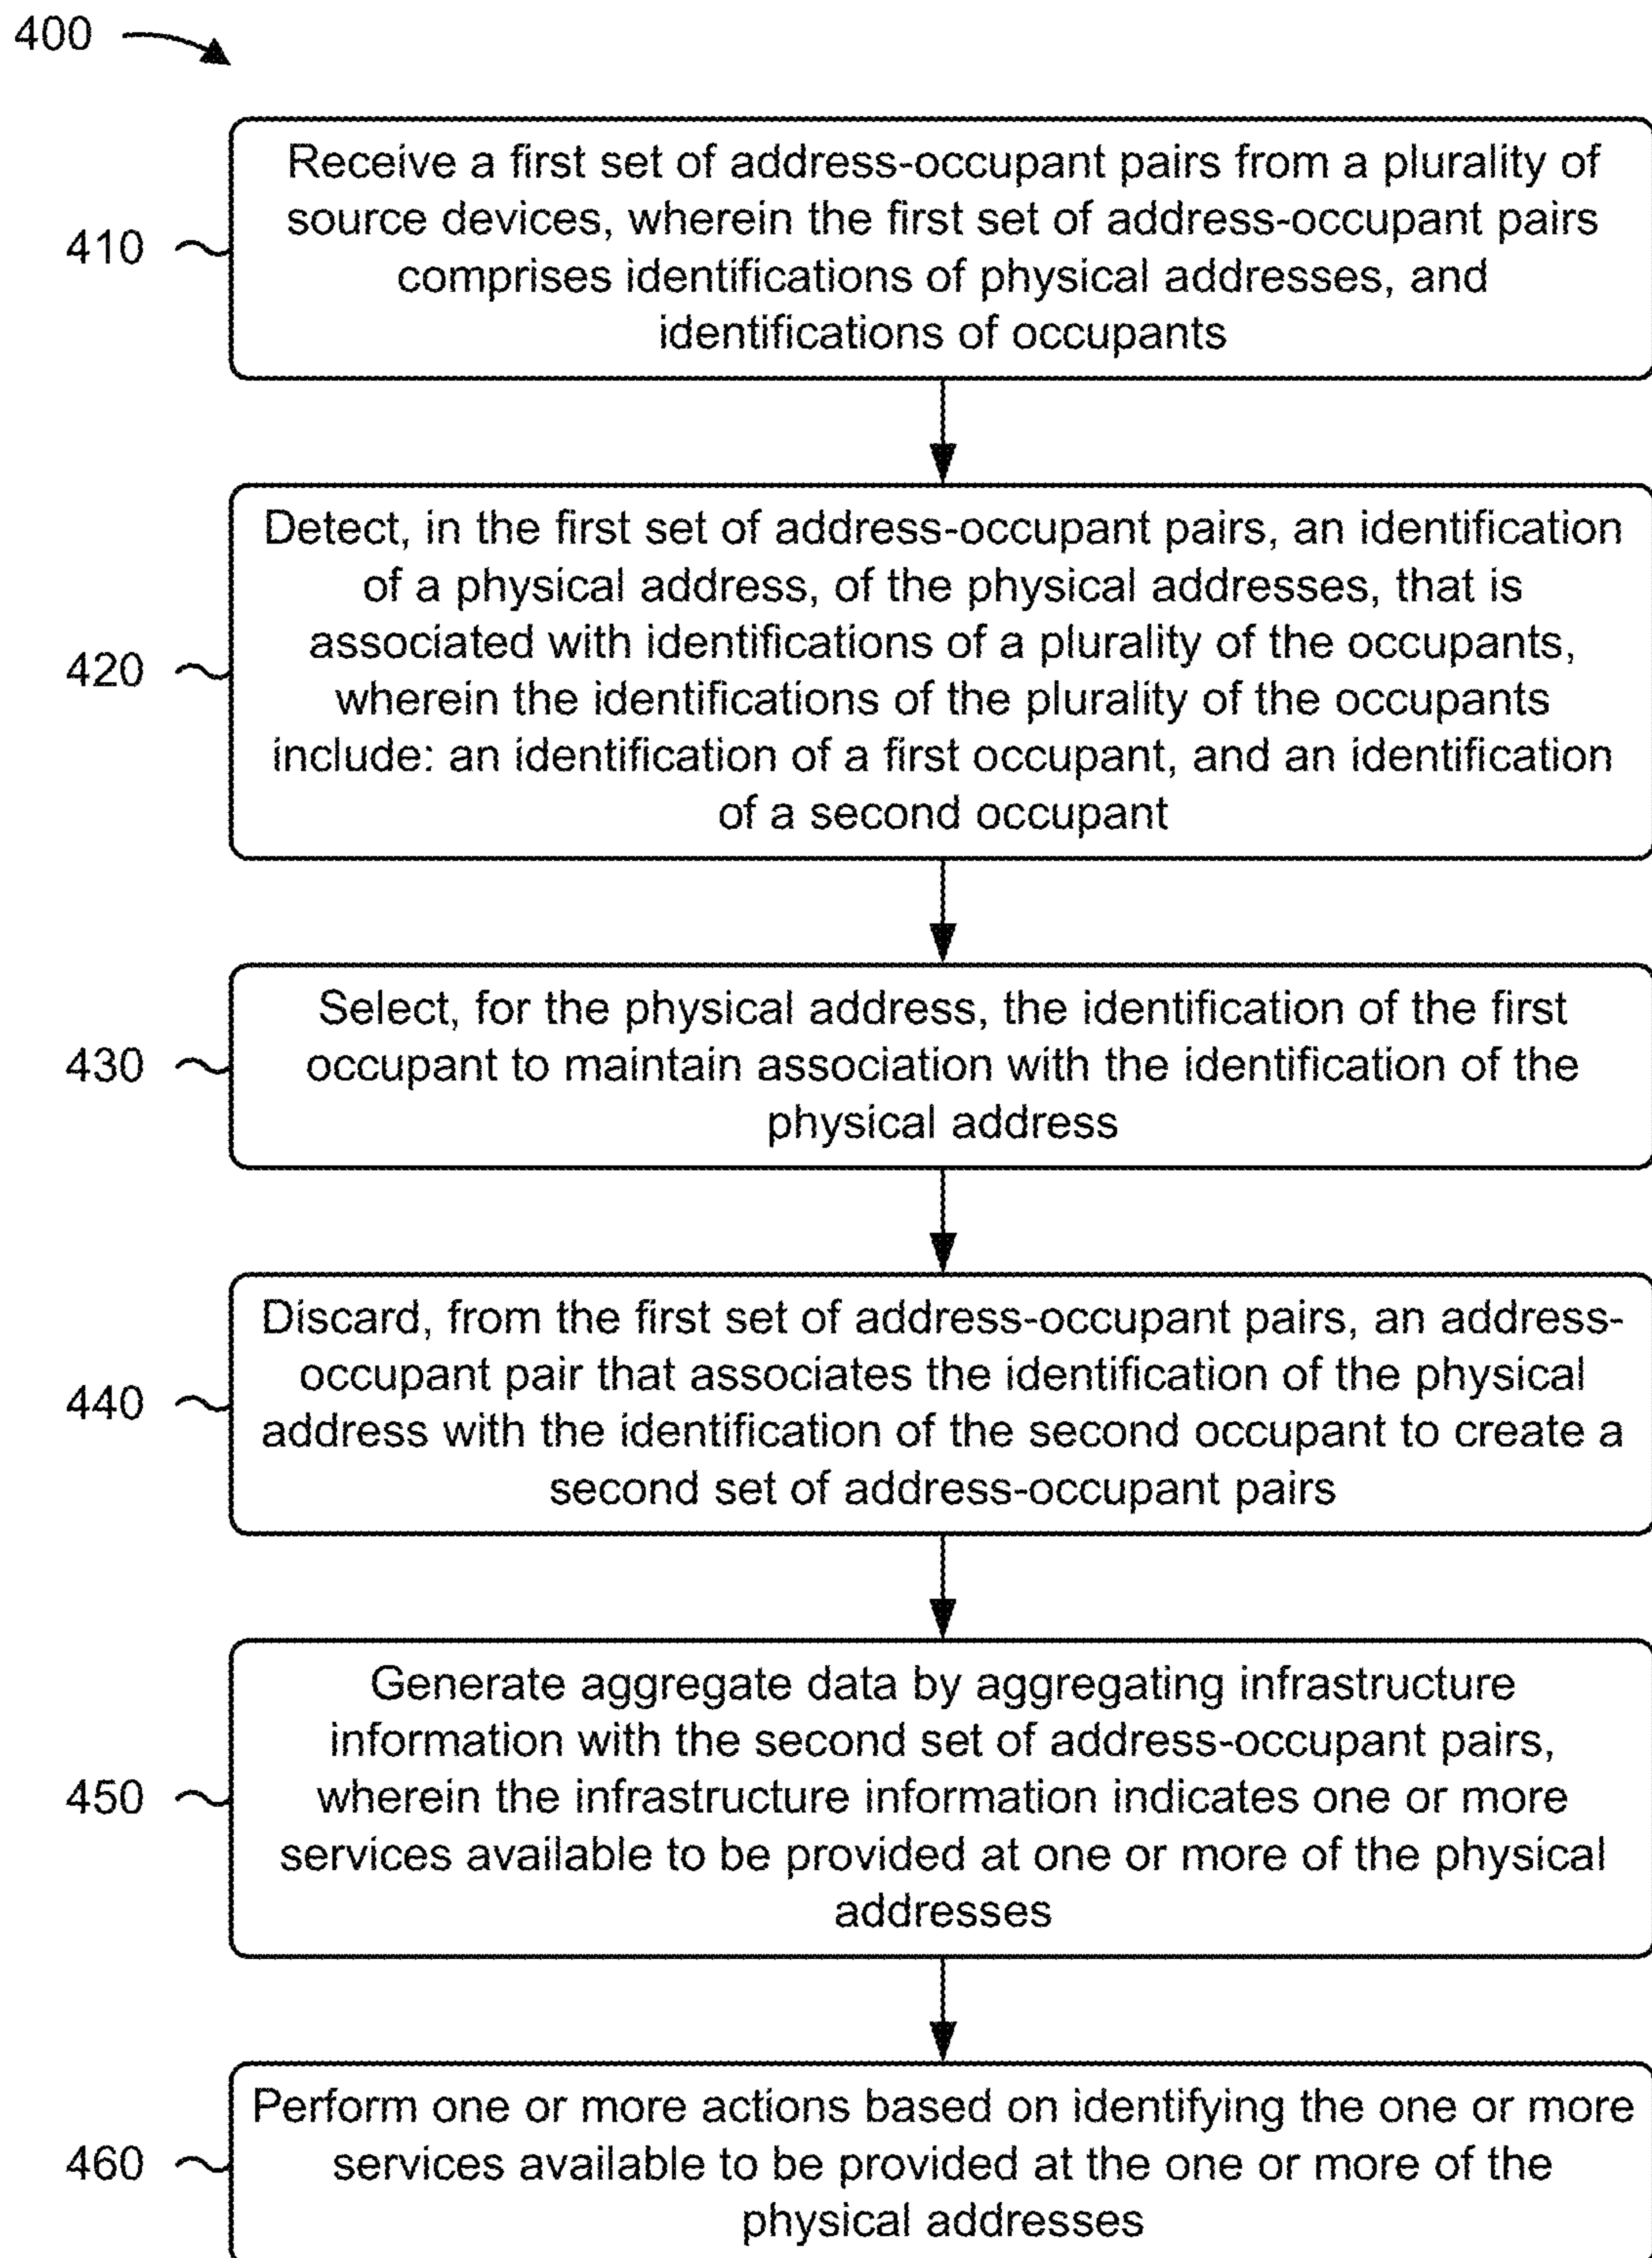 400
Receive a first set of address-occupant pairs from a plurality of
source devices, wherein the first set of address-occupant pairs
comprises identifications of physical addresses, and
identifications of occupants
410
Detect, in the first set of address-occupant pairs, an identification
of a physical address, of the physical addresses, that is
associated with identifications of a plurality of the occupants,
wherein the identifications of the plurality of the occupants
include: an identification of a first occupant, and an identification
of a second occupant
420
Select, for the physical address, the identification of the first
occupant to maintain association with the identification of the
physical address
430
Discard, from the first set of address-occupant pairs, an address-
occupant pair that associates the identification of the physical
address with the identification of the second occupant to create a
second set of address-occupant pairs
440
Generate aggregate data by aggregating infrastructure
information with the second set of address-occupant pairs,
wherein the infrastructure information indicates one or more
services available to be provided at one or more of the physical
addresses
450
Perform one or more actions based on identifying the one or more
services available to be provided at the one or more of the
physical addresses
460